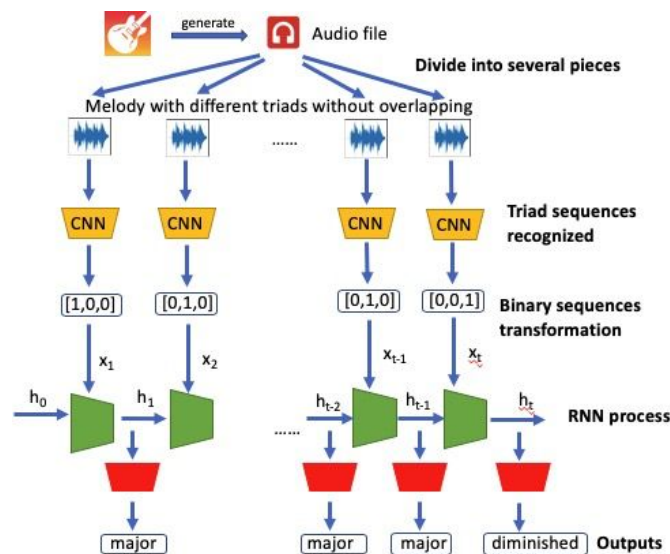 generate
Audio file
Divide into several pieces
Melody with different triads without overlapping
......
CNN
CNN
CNN
CNN
Triad sequences
recognized
[1,0,0]
[0,1,0]
[0,1,0]
[0,0,1]
Binary sequences
transformation
x1
x2
xt-1
xt
h0
h1
......
ht-2
ht-1
ht
RNN process
major
major
major
diminished
Outputs